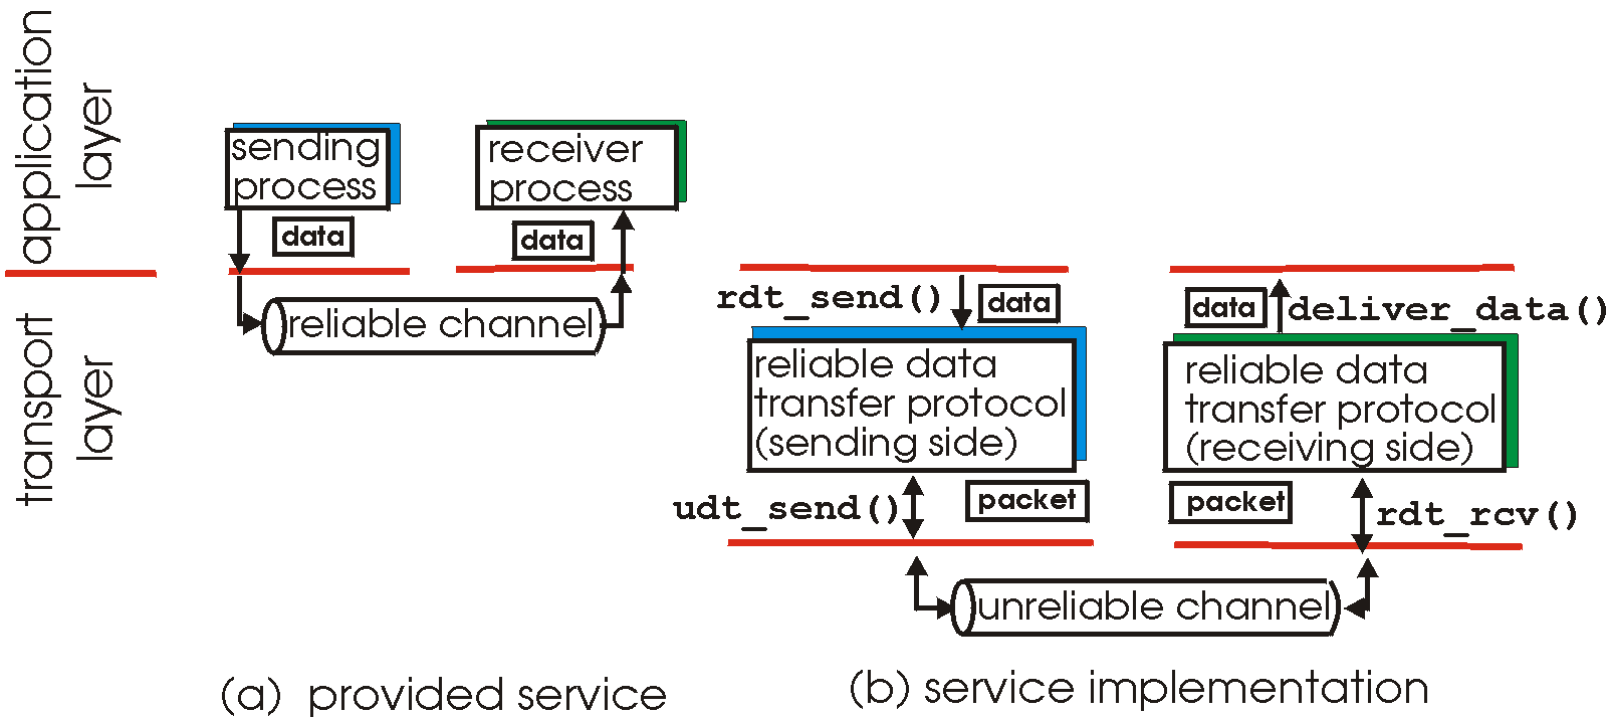 application
layer
transport
layer
sending
process
receiver
process
data
data
reliable channel
(a) provided service
rdt_send()
data
data
deliver_data()
reliable data
transfer protocol
(sending side)
reliable data
transfer protocol
(receiving side)
udt_send()
packet
packet
rdt_rcv()
unreliable channel
(b) service implementation